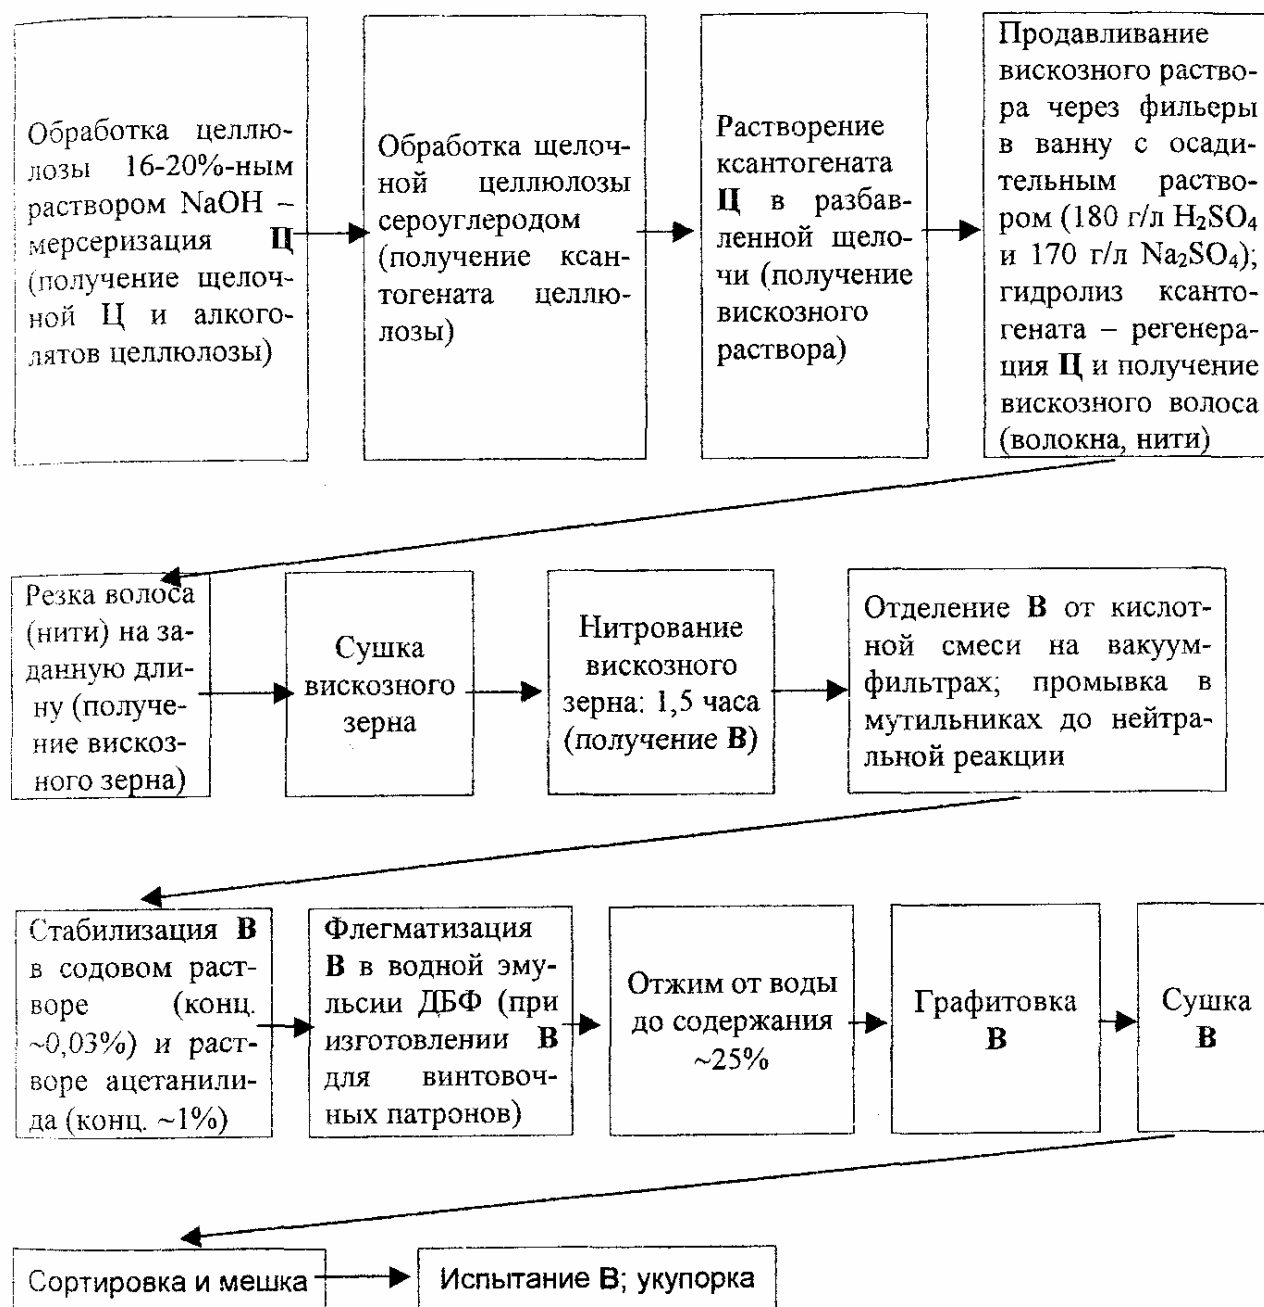 Обработка целлю-
лозы 16-20%-ным
раствором NaOH –
мерсеризация Ц
(получение щелоч-
ной Ц и алкого-
лятов целлюлозы)
Обработка щелоч-
ной целлюлозы
сероуглеродом
(получение ксан-
тогената целлю-
лозы)
Растворение
ксантогената
Ц в разбав-
ленной щело-
чи (получение
вискозного
раствора)
Продавливание
вискозного раство-
ра через фильеры
в ванну с осади-
тельным раство-
ром (180 г/л H₂SO₄
и 170 г/л Na₂SO₄);
гидролиз ксанто-
гената – регенера-
ция Ц и получение
вискозного волоса
(волокна, нити)
Резка волоса
(нити) на за-
данную дли-
ну (получе-
ние вискоз-
ного зерна)
Сушка
вискозного
зерна
Нитрование
вискозного
зерна: 1,5 часа
(получение В)
Отделение В от кислот-
ной смеси на вакуум-
фильтрах; промывка в
мутильниках до нейтра-
льной реакции
Стабилизация В
в содовом раст-
воре (конц.
~0,03%) и раст-
воре ацетанили-
да (конц. ~1%)
Флегматизация
В в водной эму-
льсии ДБФ (при
изготовлении В
для винтовоч-
ных патронов)
Отжим от воды
до содержания
~25%
Графитовка
В
Сушка
В
Сортировка и мешка
Испытание В; укупорка